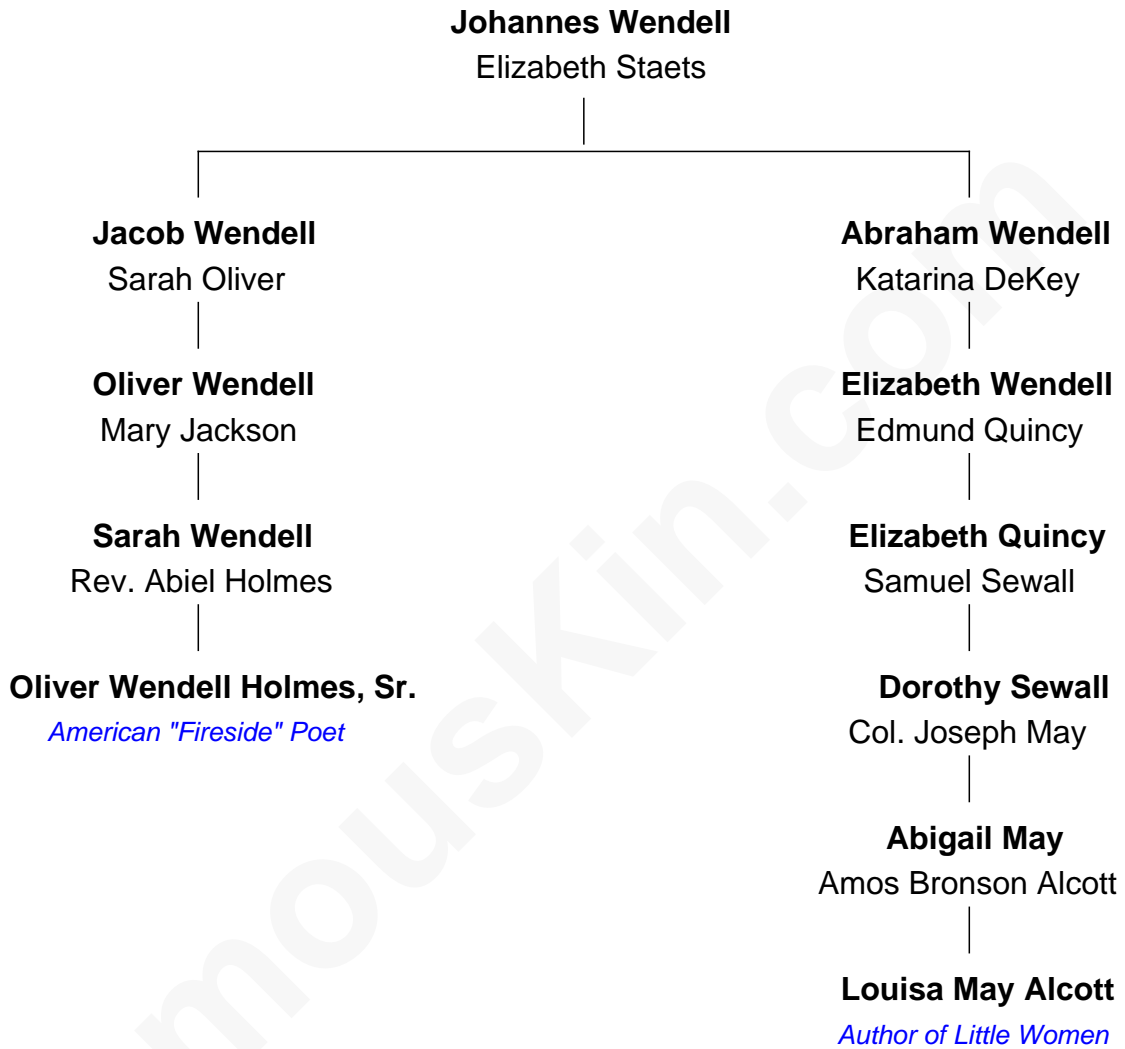 Johannes Wendell
Elizabeth Staets
Jacob Wendell
Sarah Oliver
Oliver Wendell
Mary Jackson
Sarah Wendell
Rev. Abiel Holmes
Oliver Wendell Holmes, Sr.
American "Fireside" Poet
Abraham Wendell
Katarina DeKey
Elizabeth Wendell
Edmund Quincy
Elizabeth Quincy
Samuel Sewall
Dorothy Sewall
Col. Joseph May
Abigail May
Amos Bronson Alcott
Louisa May Alcott
Author of Little Women
mousKin.com